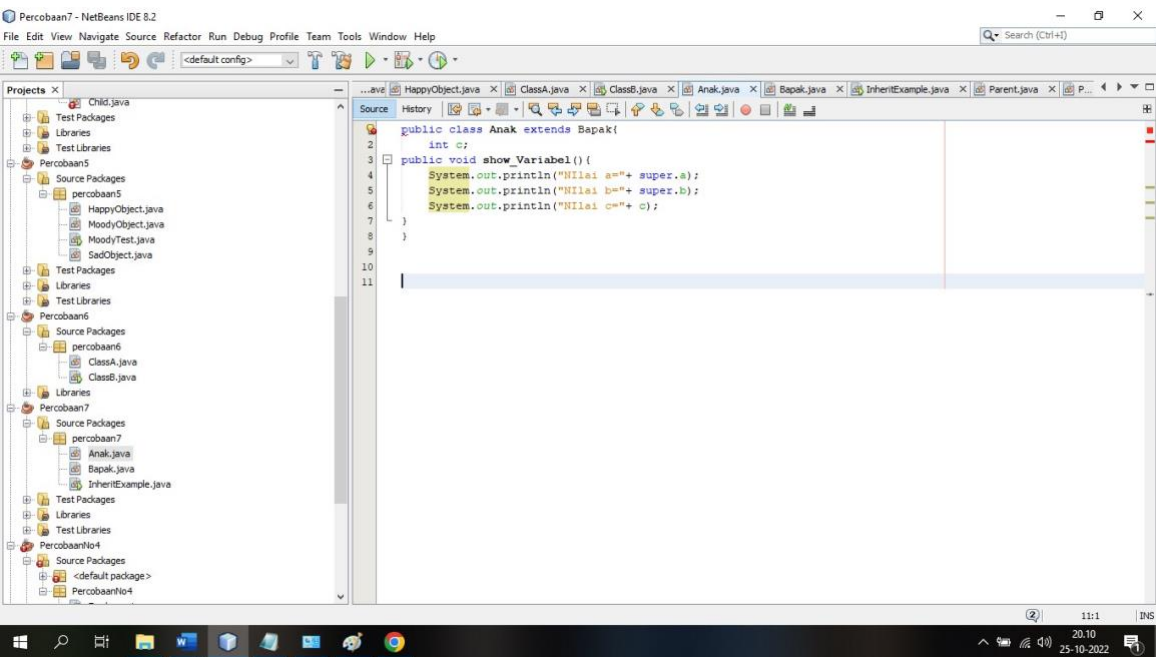 Percobaan7 - NetBeans IDE 8.2
File Edit View Navigate Source Refactor Run Debug Profile Team Tools Window Help
Search (Ctrl+I)
<default config>
Projects
...ava HappyObject.java ClassA.java ClassB.java Anak.java Bapak.java InheritExample.java Parent.java P...
Source History
Child.java
Test Packages
Libraries
Test Libraries
Percobaan5
Source Packages
percobaan5
HappyObject.java
MoodyObject.java
MoodyTest.java
SadObject.java
Test Packages
Libraries
Test Libraries
Percobaan6
Source Packages
percobaan6
ClassA.java
ClassB.java
Libraries
Percobaan7
Source Packages
percobaan7
Anak.java
Bapak.java
InheritExample.java
Test Packages
Libraries
Test Libraries
PercobaanNo4
Source Packages
<default package>
PercobaanNo4
public class Anak extends Bapak{
2 int c;
3 public void show_Variabel(){
4 System.out.println("NIlai a="+ super.a);
5 System.out.println("NIlai b="+ super.b);
6 System.out.println("NIlai c="+ c);
7 }
8 }
9
10
11
2 11:1 INS
20.10
25-10-2022